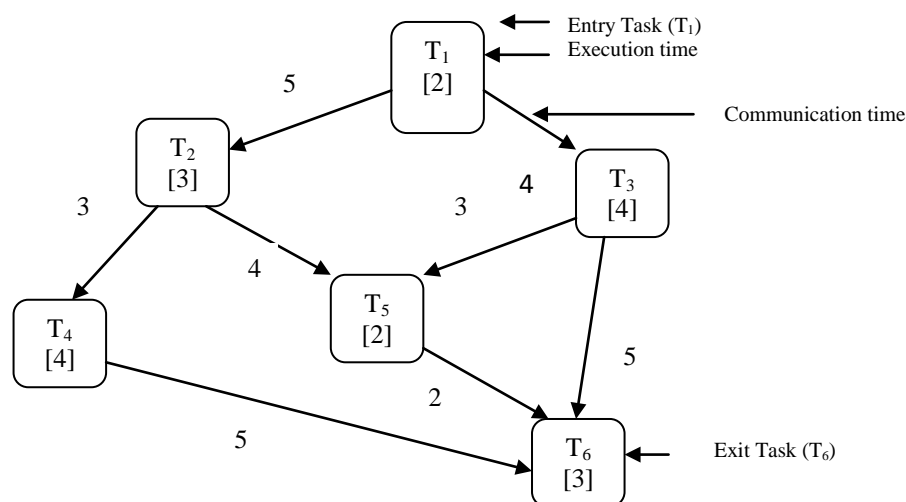 Entry Task (T₁)
T₁
[2]
Execution time
5
Communication time
T₂
[3]
4
T₃
[4]
3
3
4
T₅
[2]
T₄
[4]
5
2
5
T₆
[3]
Exit Task (T₆)